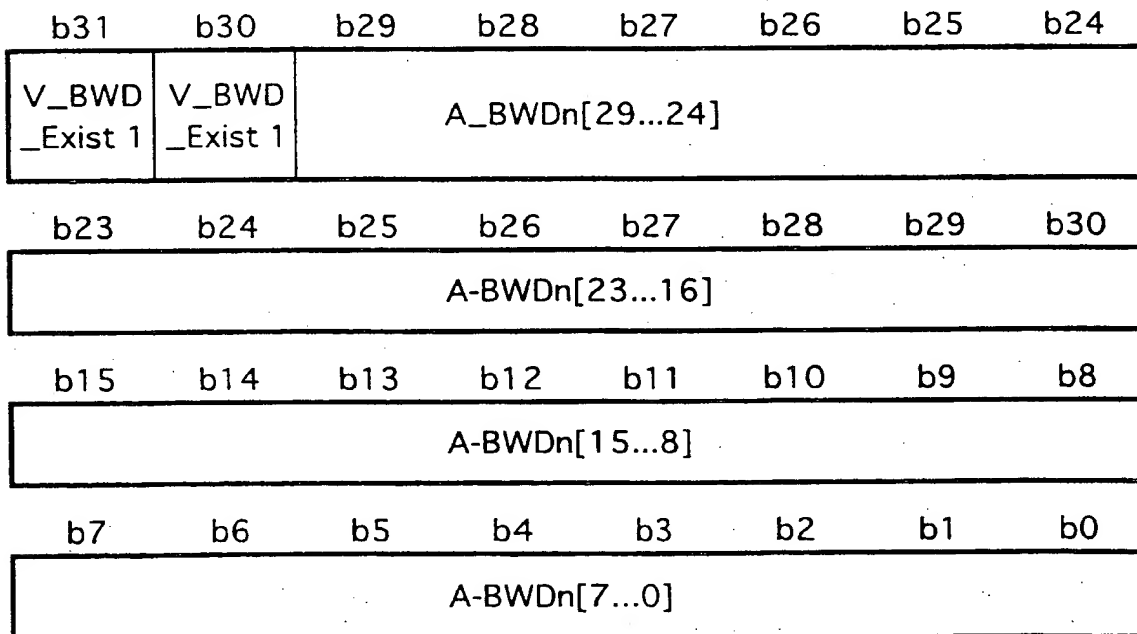 b31 b30 b29 b28 b27 b26 b25 b24
V_BWD V_BWD
_Exist 1 _Exist 1
A_BWDn[29...24]
b23 b24 b25 b26 b27 b28 b29 b30
A-BWDn[23...16]
b15 b14 b13 b12 b11 b10 b9 b8
A-BWDn[15...8]
b7 b6 b5 b4 b3 b2 b1 b0
A-BWDn[7...0]